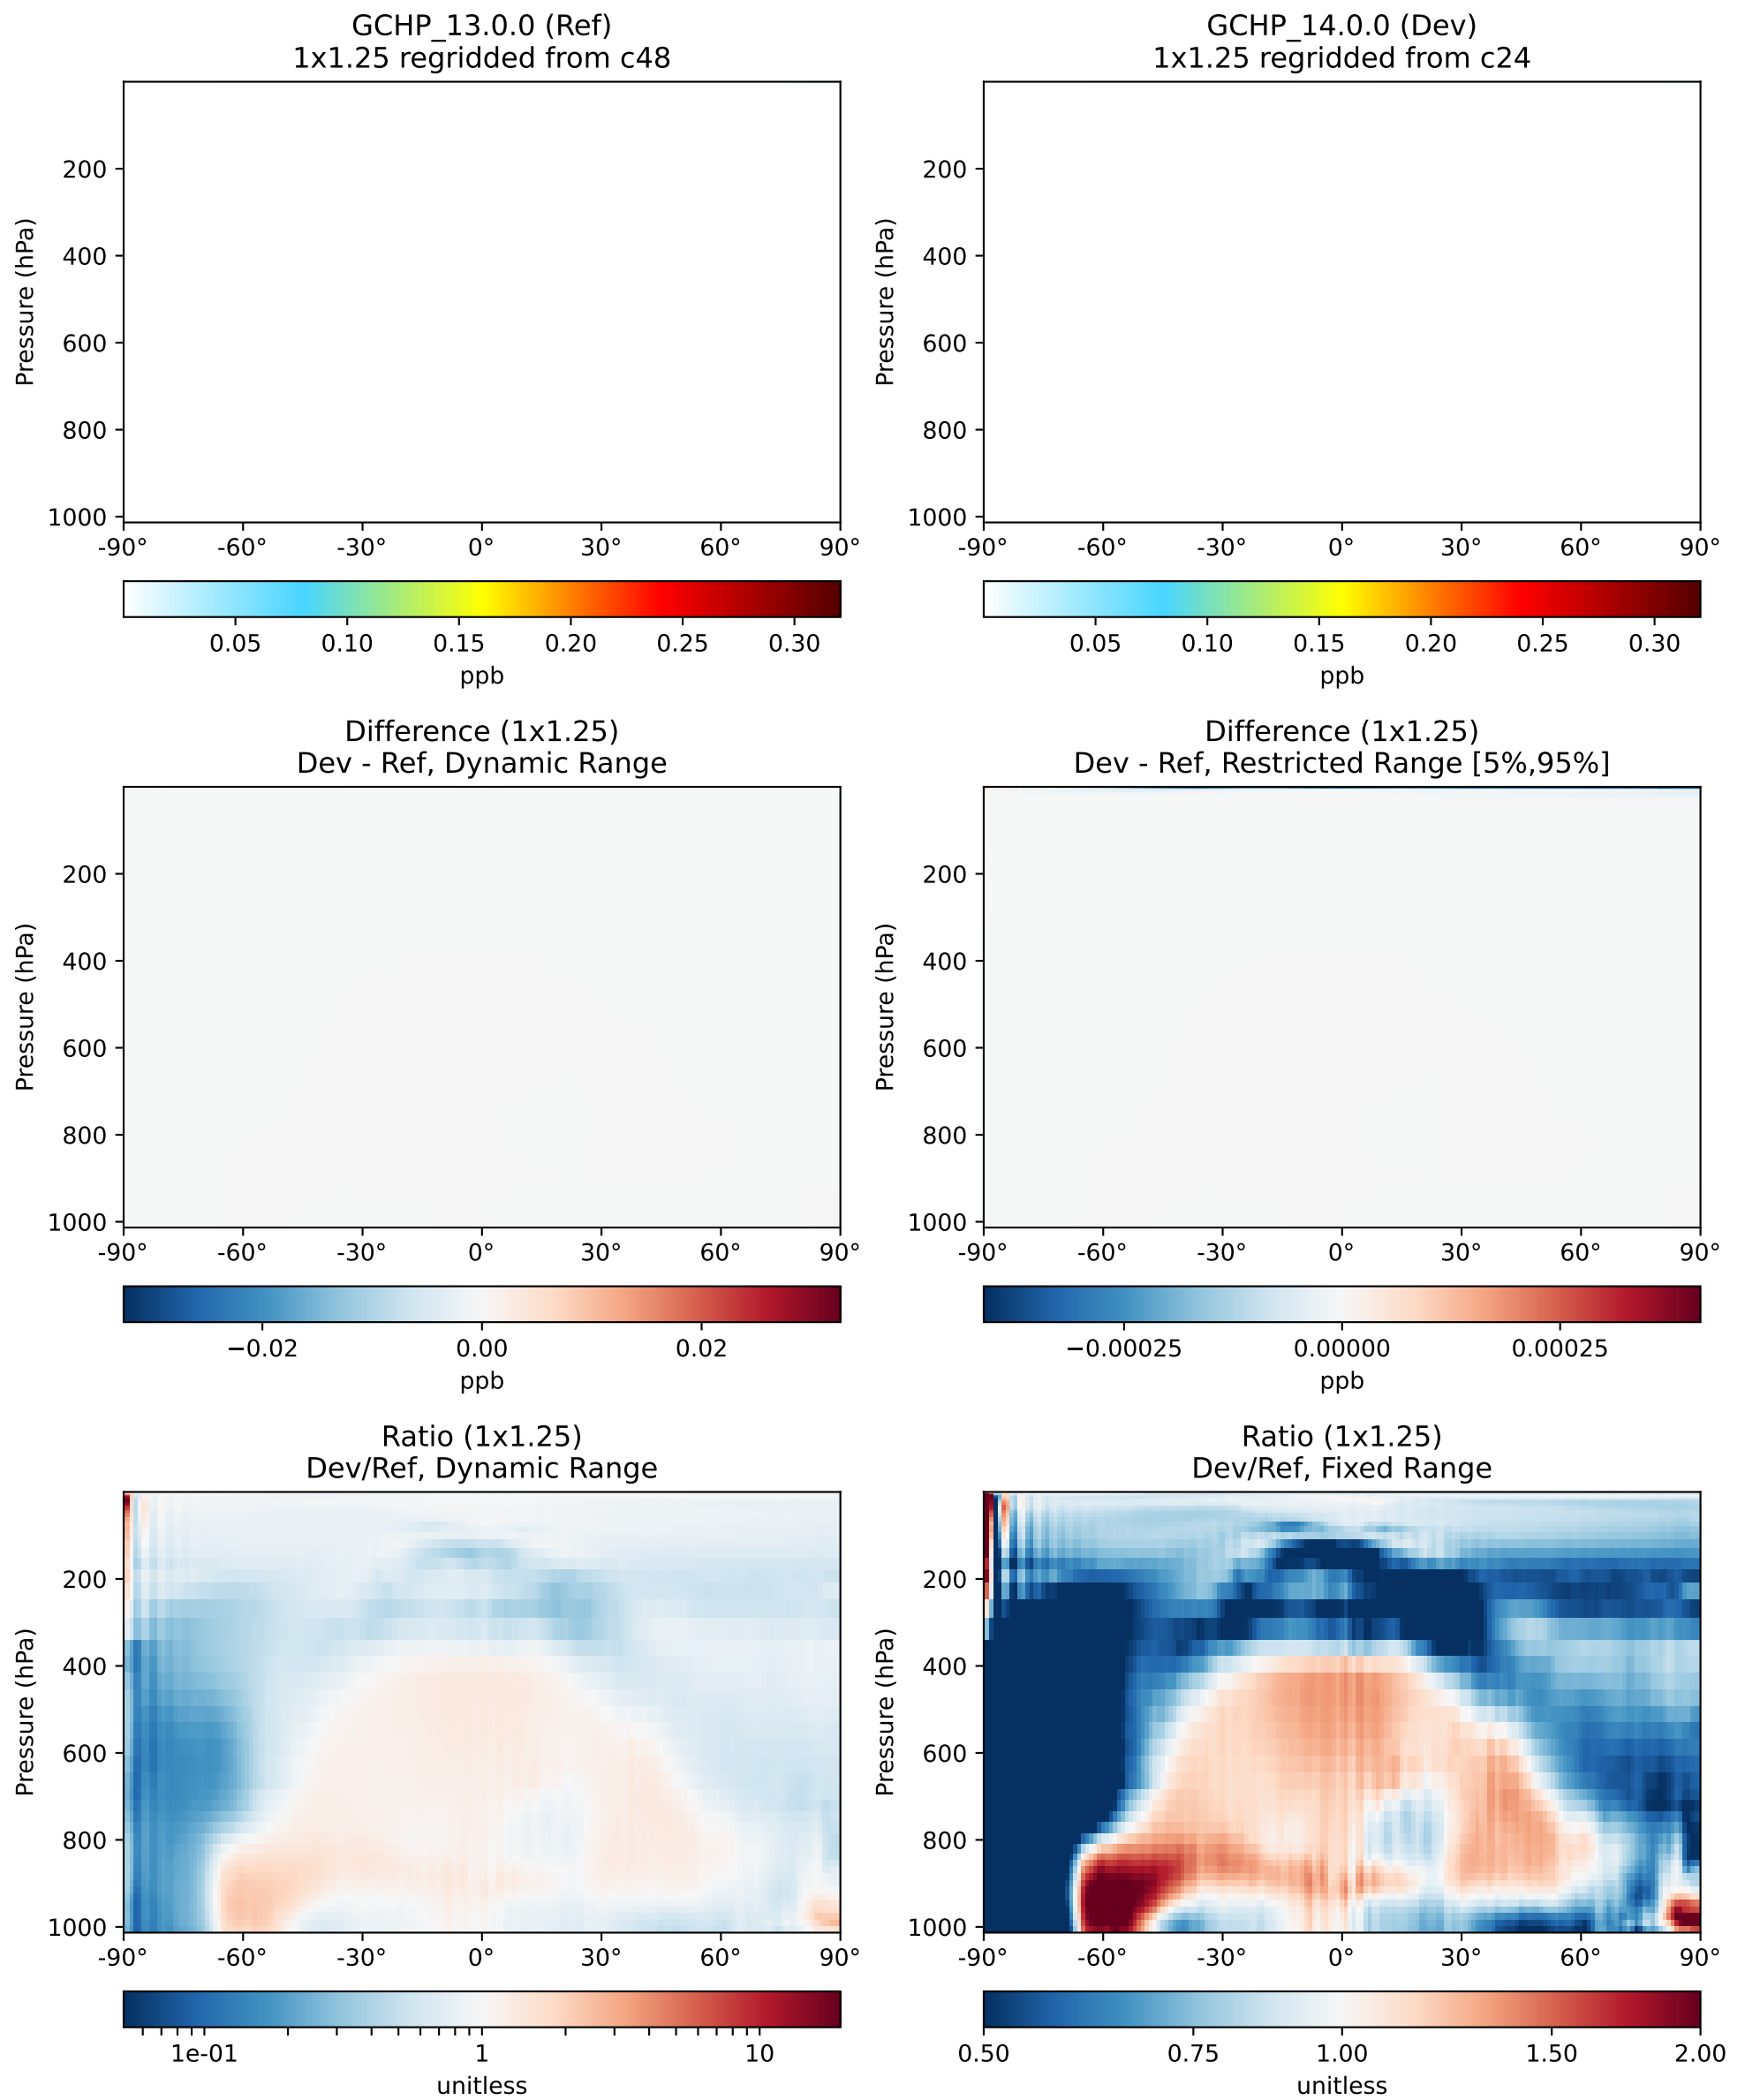 GCHP_13.0.0 (Ref)
1x1.25 regridded from c48
Pressure (hPa)
200
400
600
800
1000
-90° -60° -30° 0° 30° 60° 90°
0.05 0.10 0.15 0.20 0.25 0.30
ppb
GCHP_14.0.0 (Dev)
1x1.25 regridded from c24
Pressure (hPa)
200
400
600
800
1000
-90° -60° -30° 0° 30° 60° 90°
0.05 0.10 0.15 0.20 0.25 0.30
ppb
Difference (1x1.25)
Dev - Ref, Dynamic Range
Pressure (hPa)
200
400
600
800
1000
-90° -60° -30° 0° 30° 60° 90°
−0.02 0.00 0.02
ppb
Difference (1x1.25)
Dev - Ref, Restricted Range [5%,95%]
Pressure (hPa)
200
400
600
800
1000
-90° -60° -30° 0° 30° 60° 90°
−0.00025 0.00000 0.00025
ppb
Ratio (1x1.25)
Dev/Ref, Dynamic Range
Pressure (hPa)
200
400
600
800
1000
-90° -60° -30° 0° 30° 60° 90°
1e-01 1 10
unitless
Ratio (1x1.25)
Dev/Ref, Fixed Range
Pressure (hPa)
200
400
600
800
1000
-90° -60° -30° 0° 30° 60° 90°
0.50 0.75 1.00 1.50 2.00
unitless